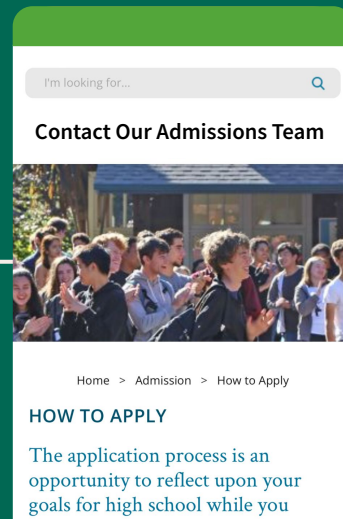 I'm looking for...
Contact Our Admissions Team
Home > Admission > How to Apply
HOW TO APPLY
The application process is an
opportunity to reflect upon your
goals for high school while you